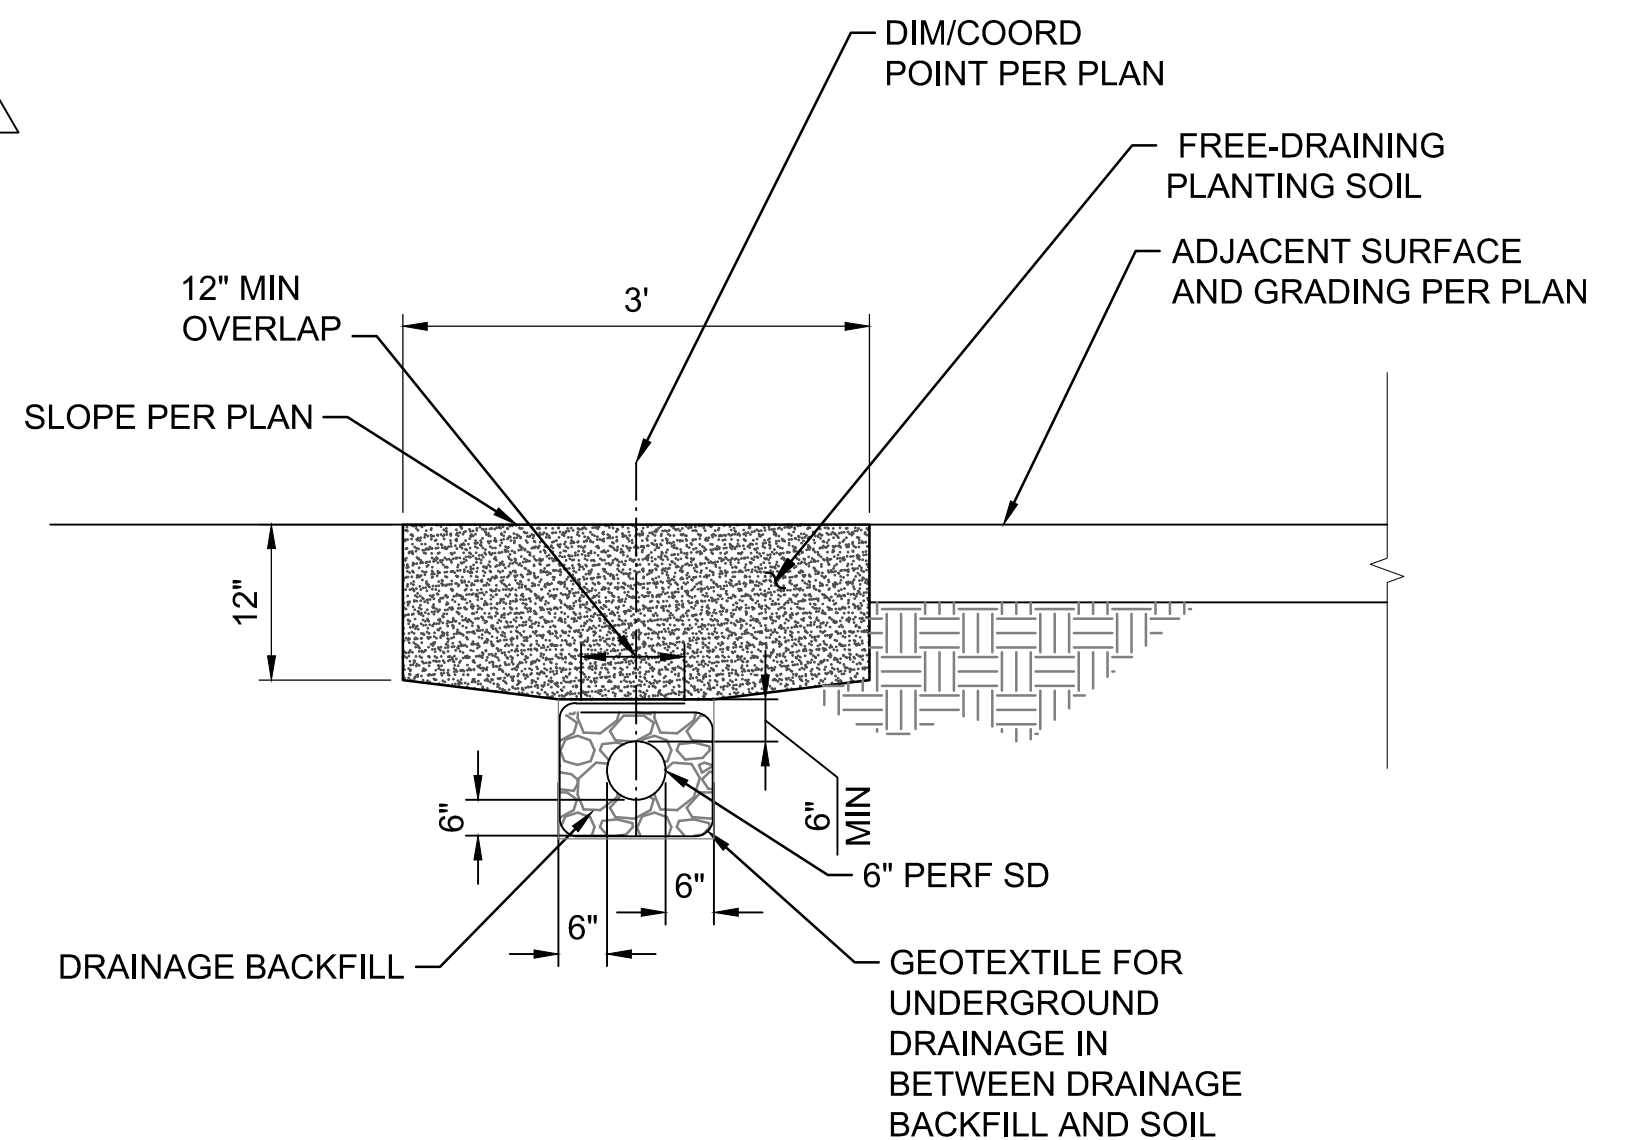 DIM/COORD
POINT PER PLAN
FREE-DRAINING
PLANTING SOIL
ADJACENT SURFACE
AND GRADING PER PLAN
12" MIN
OVERLAP
3'
SLOPE PER PLAN
12"
6"
6"
MIN
6" PERF SD
6"
6"
DRAINAGE BACKFILL
GEOTEXTILE FOR
UNDERGROUND
DRAINAGE IN
BETWEEN DRAINAGE
BACKFILL AND SOIL